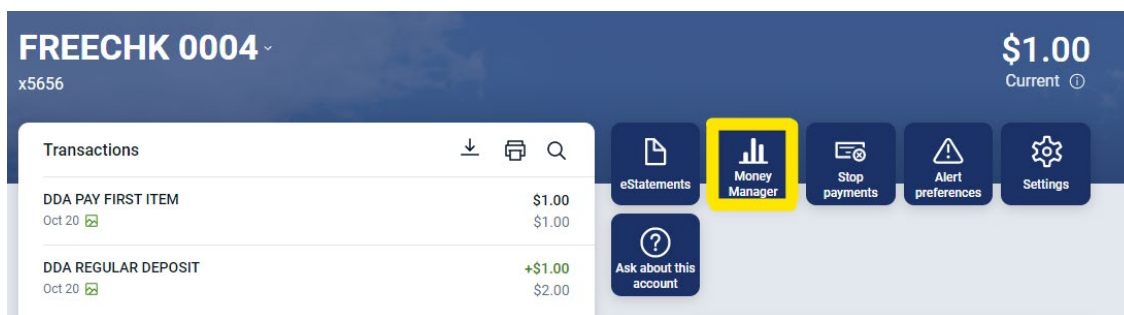 FREECHK 0004
$1.00
x5656
Current
Transactions
eStatements
Money
Manager
Stop
payments
Alert
preferences
Settings
DDA PAY FIRST ITEM
$1.00
Oct 20
$1.00
Ask about this
account
DDA REGULAR DEPOSIT
+$1.00
Oct 20
$2.00